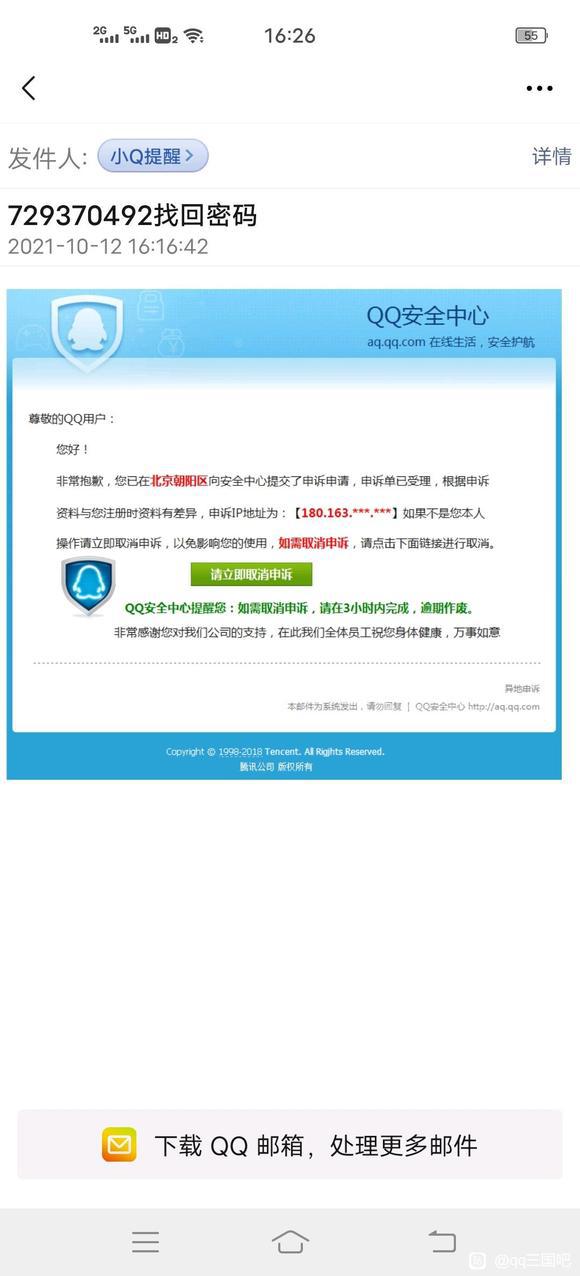 2G 5G HD 2 16:26 55
发件人: 小Q提醒> 详情
729370492找回密码
2021-10-12 16:16:42
QQ安全中心
aq.qq.com 在线生活，安全护航
尊敬的QQ用户：
您好！
非常抱歉，您已在北京朝阳区向安全中心提交了申诉申请，申诉单已受理，根据申诉
资料与您注册时资料有差异，申诉IP地址为：【180.163.***.***】如果不是您本人
操作请立即取消申诉，以免影响您的使用，如需取消申诉，请点击下面链接进行取消。
请立即取消申诉
QQ安全中心提醒您：如需取消申诉，请在3小时内完成，逾期作废。
非常感谢您对我们公司的支持，在此我们全体员工祝您身体健康，万事如意
异地申诉
本邮件为系统发出，请勿回复 | QQ安全中心 http://aq.qq.com
Copyright © 1998-2018 Tencent. All Rigjhts Reserved.
腾讯公司 版权所有
下载 QQ 邮箱，处理更多邮件
@qq三国吧